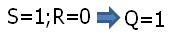 S=1;R=0 ➡ Q=1